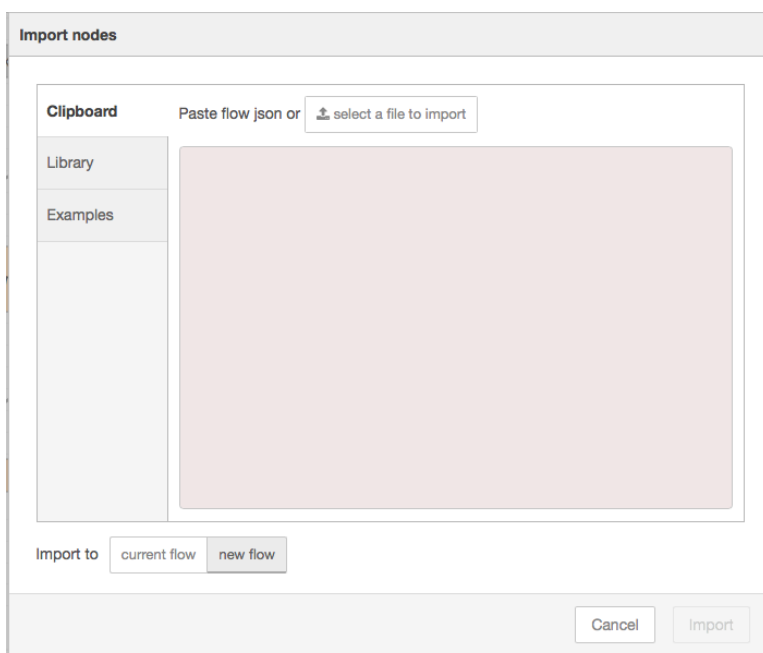 Import nodes
Clipboard
Paste flow json or select a file to import
Library
Examples
Import to current flow new flow
Cancel Import